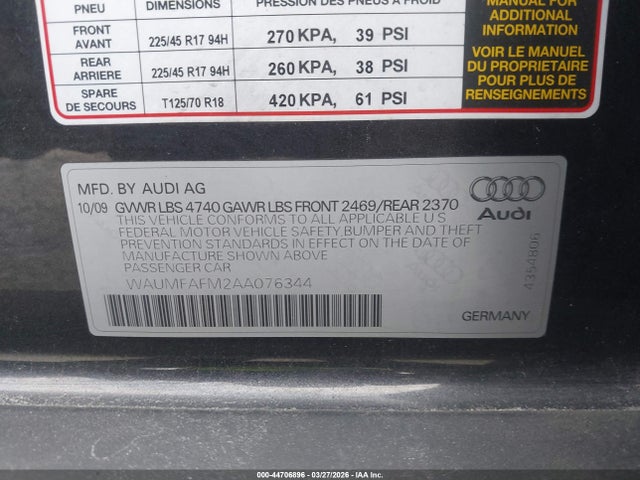 PNEU DIMENSIONS PRESSION DES PNEUS A FROID
FRONT AVANT 225/45 R17 94H 270 KPA, 39 PSI
REAR ARRIERE 225/45 R17 94H 260 KPA, 38 PSI
SPARE DE SECOURS T125/70 R18 420 KPA, 61 PSI
MANUAL FOR
ADDITIONAL
INFORMATION
VOIR LE MANUEL
DU PROPRIETAIRE
POUR PLUS DE
RENSEIGNEMENTS
MFD. BY AUDI AG
10/09 GVWR LBS 4740 GAWR LBS FRONT 2469/REAR 2370
THIS VEHICLE CONFORMS TO ALL APPLICABLE U S
FEDERAL MOTOR VEHICLE SAFETY, BUMPER AND THEFT
PREVENTION STANDARDS IN EFFECT ON THE DATE OF
MANUFACTURE SHOWN ABOVE
PASSENGER CAR
WAUMFAFM2AA076344
Audi
4354806
GERMANY
000-44706896 | 03/27/2026 | IAA, Inc.